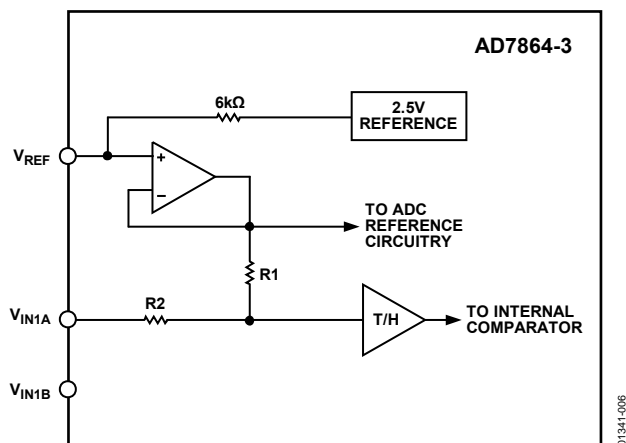 AD7864-3
6kΩ
2.5V
REFERENCE
VREF
+
–
TO ADC
REFERENCE
CIRCUITRY
R1
R2
VIN1A
T/H
TO INTERNAL
COMPARATOR
VIN1B
01341-006